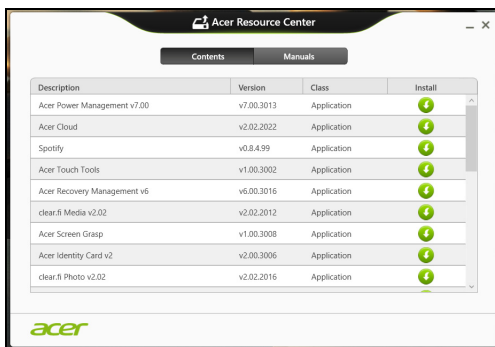 Acer Resource Center
Contents Manuals
Description Version Class Install
Acer Power Management v7.00 v7.00.3013 Application
Acer Cloud v2.02.2022 Application
Spotify v0.8.4.99 Application
Acer Touch Tools v1.00.3002 Application
Acer Recovery Management v6 v6.00.3016 Application
clear.fi Media v2.02 v2.02.2012 Application
Acer Screen Grasp v1.00.3008 Application
Acer Identity Card v2 v2.00.3006 Application
clear.fi Photo v2.02 v2.02.2016 Application
acer